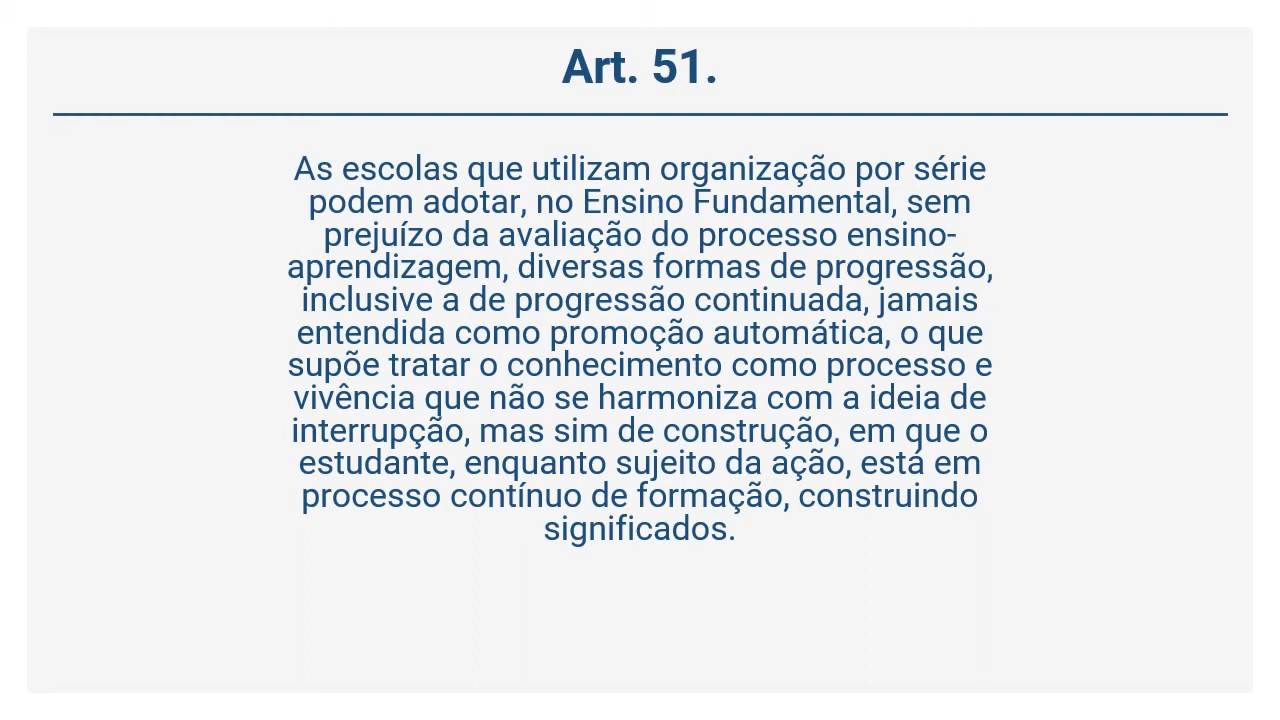 Art. 51.
As escolas que utilizam organização por série
podem adotar, no Ensino Fundamental, sem
prejuízo da avaliação do processo ensino-
aprendizagem, diversas formas de progressão,
inclusive a de progressão continuada, jamais
entendida como promoção automática, o que
supõe tratar o conhecimento como processo e
vivência que não se harmoniza com a ideia de
interrupção, mas sim de construção, em que o
estudante, enquanto sujeito da ação, está em
processo contínuo de formação, construindo
significados.